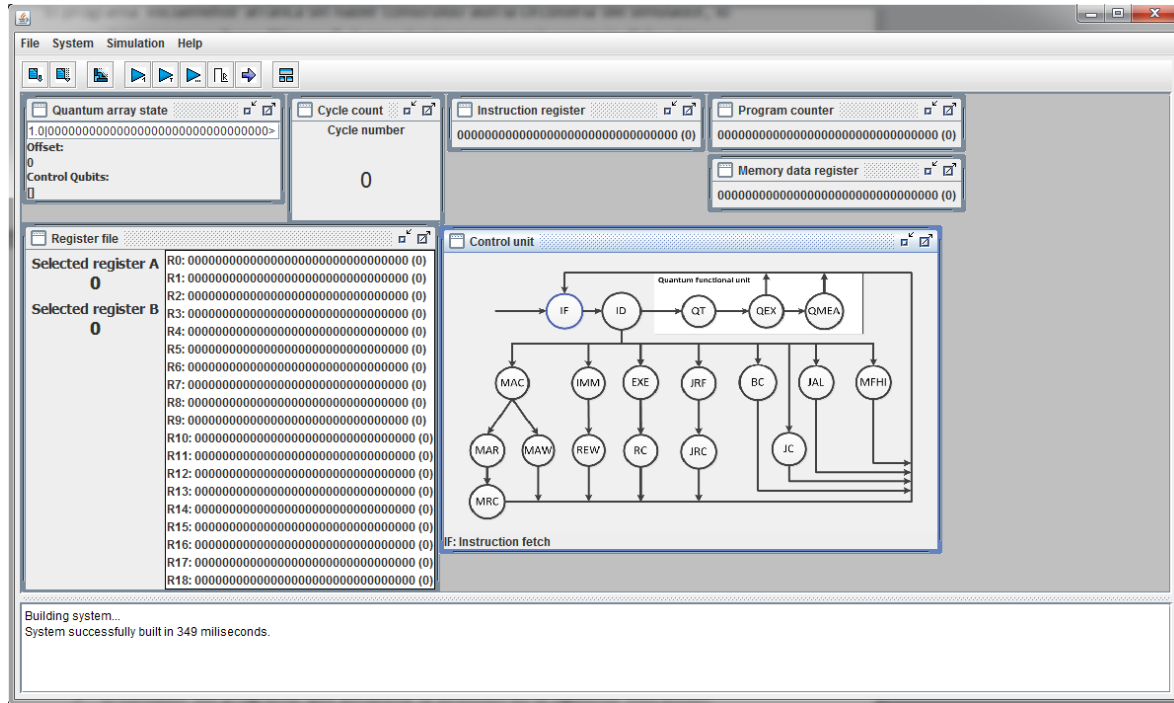 File System Simulation Help
Quantum array state
1.0|00000000000000000000000000000000>
Offset:
0
Control Qubits:
[]
Cycle count
Cycle number
0
Instruction register
00000000000000000000000000000000 (0)
Program counter
00000000000000000000000000000000 (0)
Memory data register
00000000000000000000000000000000 (0)
Register file
Selected register A
0
Selected register B
0
R0: 00000000000000000000000000000000 (0)
R1: 00000000000000000000000000000000 (0)
R2: 00000000000000000000000000000000 (0)
R3: 00000000000000000000000000000000 (0)
R4: 00000000000000000000000000000000 (0)
R5: 00000000000000000000000000000000 (0)
R6: 00000000000000000000000000000000 (0)
R7: 00000000000000000000000000000000 (0)
R8: 00000000000000000000000000000000 (0)
R9: 00000000000000000000000000000000 (0)
R10: 00000000000000000000000000000000 (0)
R11: 00000000000000000000000000000000 (0)
R12: 00000000000000000000000000000000 (0)
R13: 00000000000000000000000000000000 (0)
R14: 00000000000000000000000000000000 (0)
R15: 00000000000000000000000000000000 (0)
R16: 00000000000000000000000000000000 (0)
R17: 00000000000000000000000000000000 (0)
R18: 00000000000000000000000000000000 (0)
Control unit
Quantum functional unit
IF ID QT QEX QMEA
MAC IMM EXE JRF BC JAL MFHI
MAR MAW REW RC JRC JC
MRC
IF: Instruction fetch
Building system...
System successfully built in 349 miliseconds.